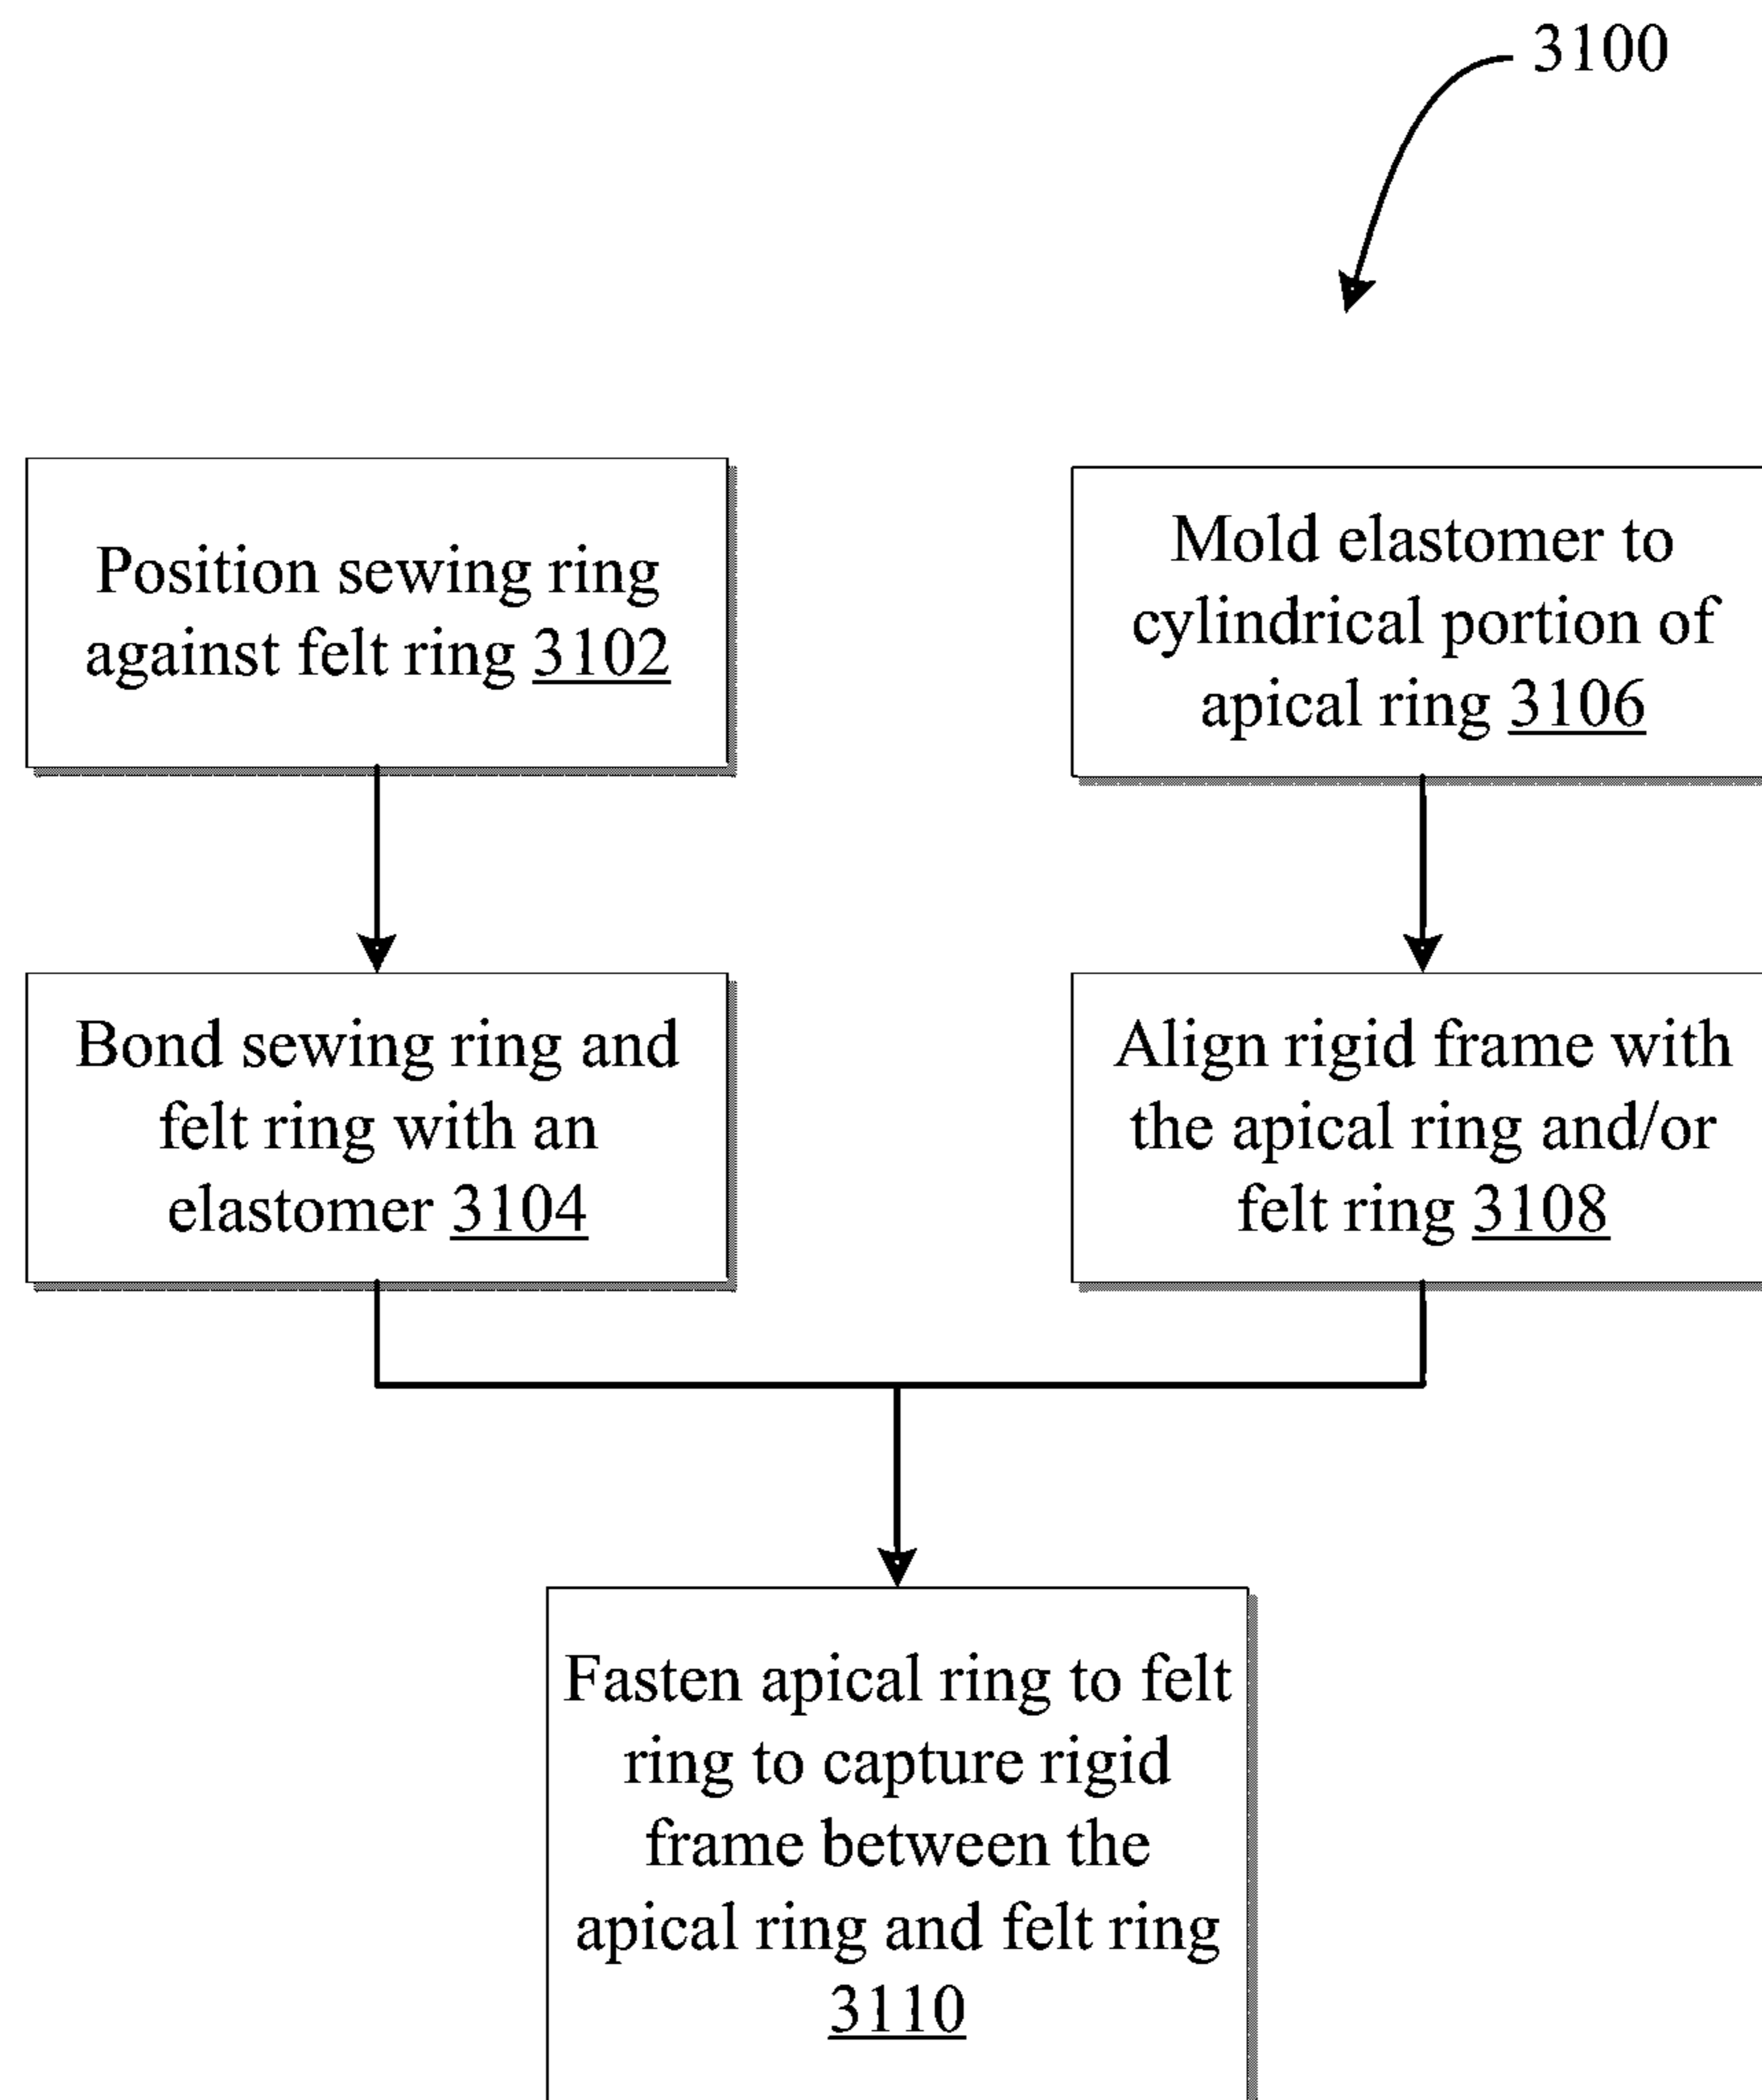 3100
Position sewing ring
against felt ring 3102
Mold elastomer to
cylindrical portion of
apical ring 3106
Bond sewing ring and
felt ring with an
elastomer 3104
Align rigid frame with
the apical ring and/or
felt ring 3108
Fasten apical ring to felt
ring to capture rigid
frame between the
apical ring and felt ring
3110